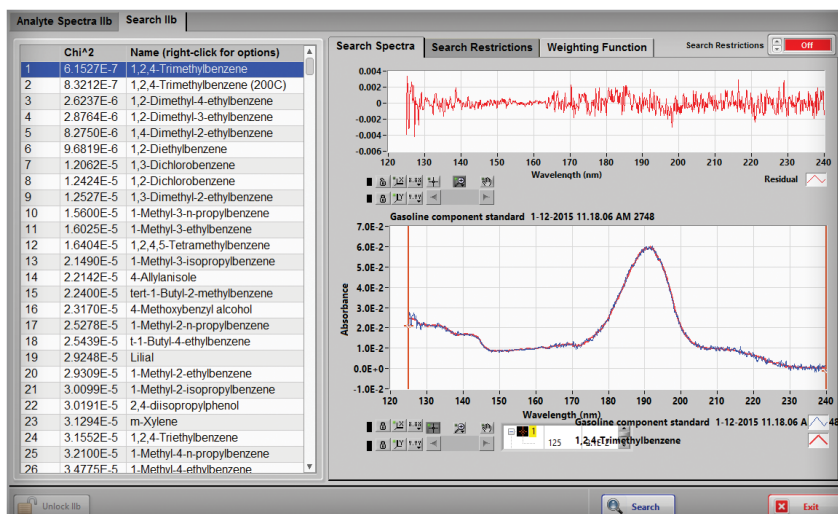 Analyte Spectra lib Search lib
Chi^2 Name (right-click for options)
1 6.1527E-7 1,2,4-Trimethylbenzene
2 8.3212E-7 1,2,4-Trimethylbenzene (200C)
3 2.6237E-6 1,2-Dimethyl-4-ethylbenzene
4 2.8764E-6 1,2-Dimethyl-3-ethylbenzene
5 8.2750E-6 1,4-Dimethyl-2-ethylbenzene
6 9.6819E-6 1,2-Diethylbenzene
7 1.2062E-5 1,3-Dichlorobenzene
8 1.2424E-5 1,2-Dichlorobenzene
9 1.2527E-5 1,3-Dimethyl-2-ethylbenzene
10 1.5600E-5 1-Methyl-3-n-propylbenzene
11 1.6025E-5 1-Methyl-3-ethylbenzene
12 1.6404E-5 1,2,4,5-Tetramethylbenzene
13 2.1490E-5 1-Methyl-3-isopropylbenzene
14 2.2142E-5 4-Allylanisole
15 2.2400E-5 tert-1-Butyl-2-methylbenzene
16 2.3170E-5 4-Methoxybenzyl alcohol
17 2.5278E-5 1-Methyl-2-n-propylbenzene
18 2.5439E-5 t-1-Butyl-4-ethylbenzene
19 2.9248E-5 Lilial
20 2.9309E-5 1-Methyl-2-ethylbenzene
21 3.0099E-5 1-Methyl-2-isopropylbenzene
22 3.0191E-5 2,4-diisopropylphenol
23 3.1294E-5 m-Xylene
24 3.1552E-5 1,2,4-Triethylbenzene
25 3.2100E-5 1-Methyl-4-n-propylbenzene
26 3.4775E-5 1-Methyl-4-ethylbenzene
Search Spectra Search Restrictions Weighting Function Search Restrictions Off
0.004
0.002
0
-0.002
-0.004
-0.006
120 130 140 150 160 170 180 190 200 210 220 230 240
Wavelength (nm)
Residual
Gasoline component standard 1-12-2015 11.18.06 AM 2748
7.0E-2
6.0E-2
5.0E-2
4.0E-2
3.0E-2
2.0E-2
1.0E-2
0.0E+0
-1.0E-2
Absorbance
120 130 140 150 160 170 180 190 200 210 220 230 240
Wavelength (nm)
1
125
Gasoline component standard 1-12-2015 11.18.06 A 48
1,2,4-Trimethylbenzene
Unlock lib Search Exit